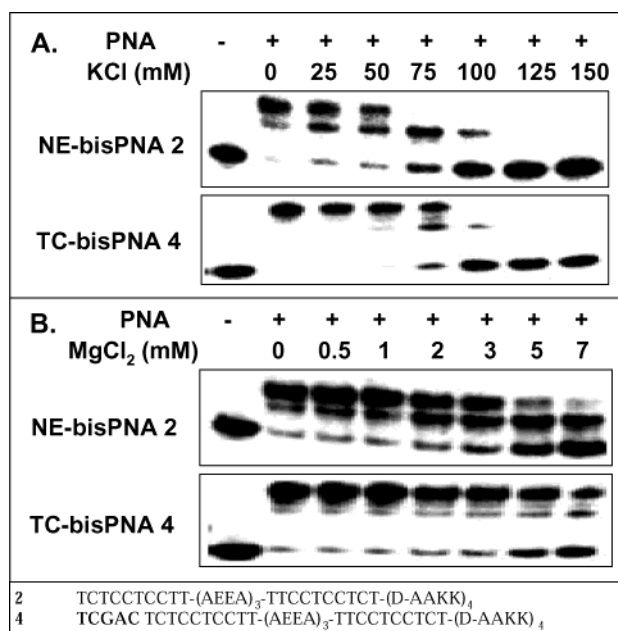 A. PNA - + + + + + + +
KCl (mM) 0 25 50 75 100 125 150
NE-bisPNA 2
TC-bisPNA 4
B. PNA - + + + + + + +
MgCl₂ (mM) 0 0.5 1 2 3 5 7
NE-bisPNA 2
TC-bisPNA 4
2 TCTCCTCCTT-(AEEA)₃-TTCCTCCTCT-(D-AAKK)₄
4 TCGAC TCTCCTCCTT-(AEEA)₃-TTCCTCCTCT-(D-AAKK)₄